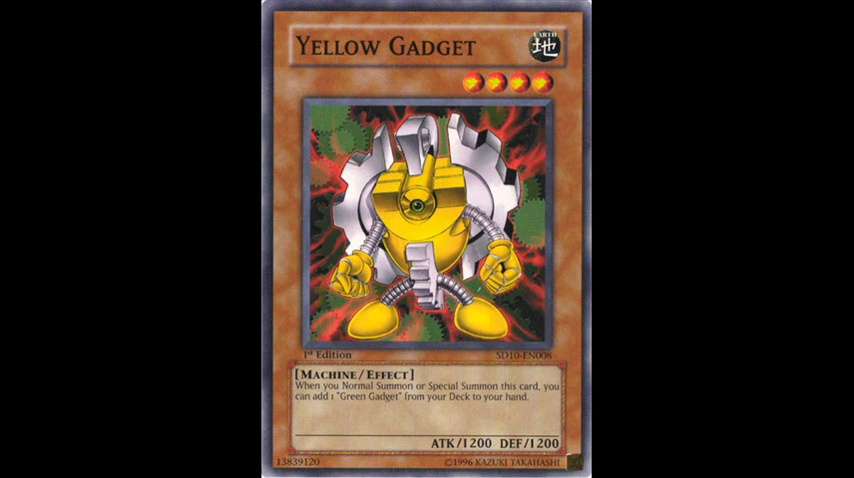 Yellow Gadget
EARTH
地
1st Edition
SD10-EN008
[Machine/Effect]
When you Normal Summon or Special Summon this card, you
can add 1 "Green Gadget" from your Deck to your hand.
ATK/1200 DEF/1200
13839120
©1996 KAZUKI TAKAHASHI